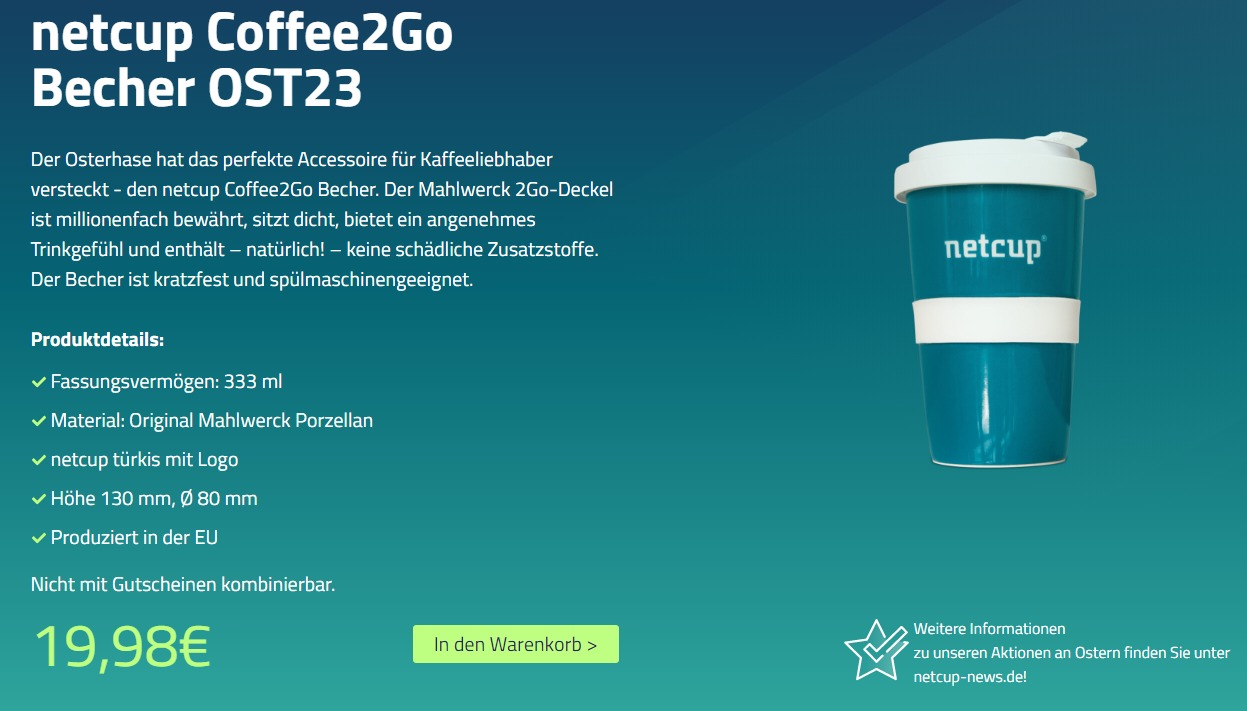 netcup Coffee2Go
Becher OST23
Der Osterhase hat das perfekte Accessoire für Kaffeeliebhaber
versteckt - den netcup Coffee2Go Becher. Der Mahlwerck 2Go-Deckel
ist millionenfach bewährt, sitzt dicht, bietet ein angenehmes
Trinkgefühl und enthält – natürlich! – keine schädliche Zusatzstoffe.
Der Becher ist kratzfest und spülmaschinengeeignet.
Produktdetails:
Fassungsvermögen: 333 ml
Material: Original Mahlwerck Porzellan
netcup türkis mit Logo
Höhe 130 mm, Ø 80 mm
Produziert in der EU
Nicht mit Gutscheinen kombinierbar.
19,98€
In den Warenkorb >
netcup®
Weitere Informationen
zu unseren Aktionen an Ostern finden Sie unter
netcup-news.de!